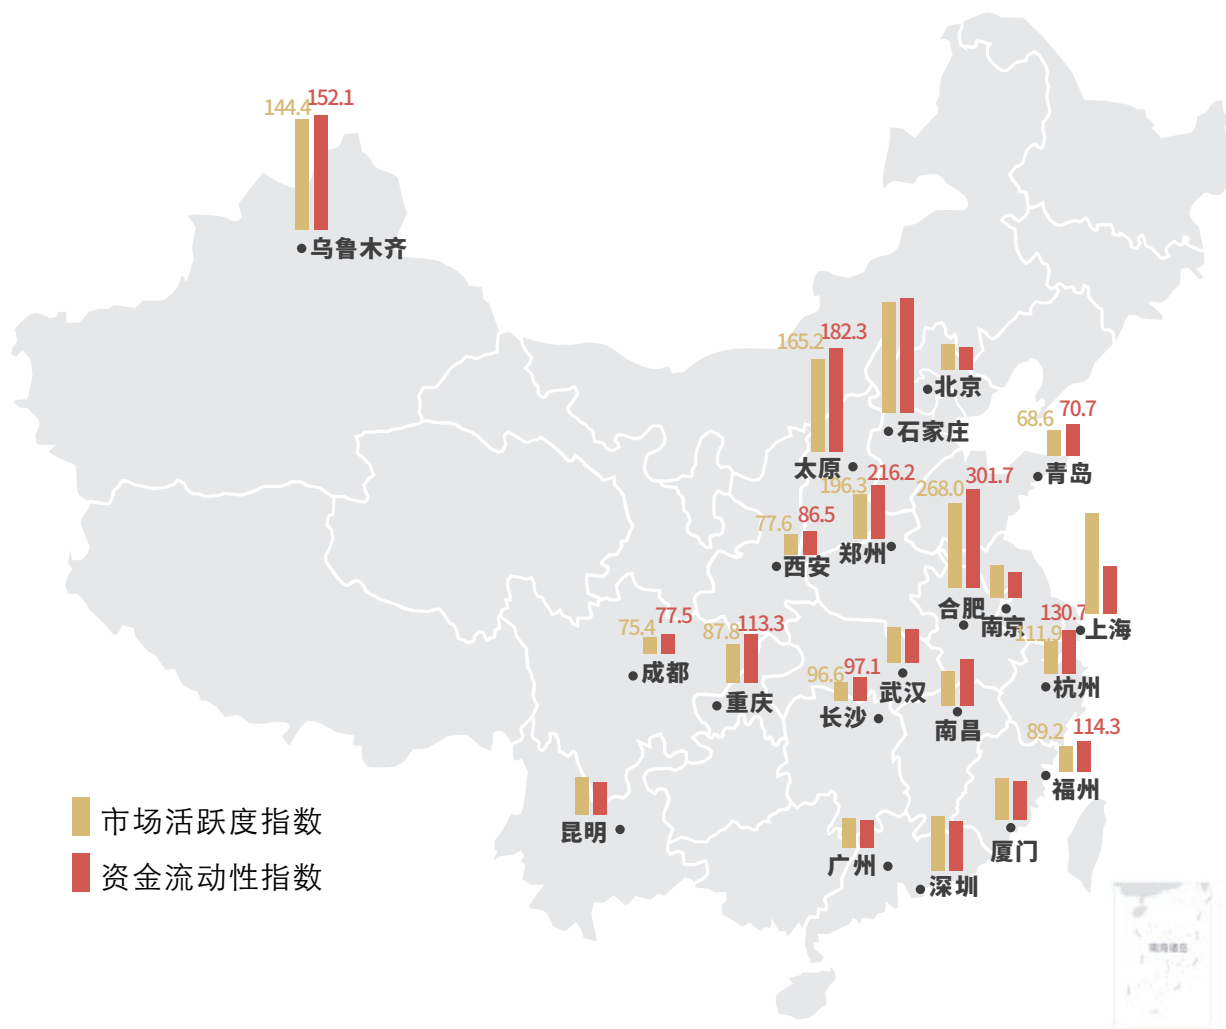 144.4 152.1
乌鲁木齐
165.2 182.3
太原
石家庄
北京
68.6 70.7
青岛
196.3 216.2
郑州
268.0 301.7
合肥
77.6 86.5
西安
南京
上海
75.4 77.5
成都
87.8 113.3
重庆
96.6 97.1
长沙
武汉
南昌
111.9 130.7
杭州
89.2 114.3
福州
昆明
广州
深圳
厦门
市场活跃度指数
资金流动性指数
南海诸岛